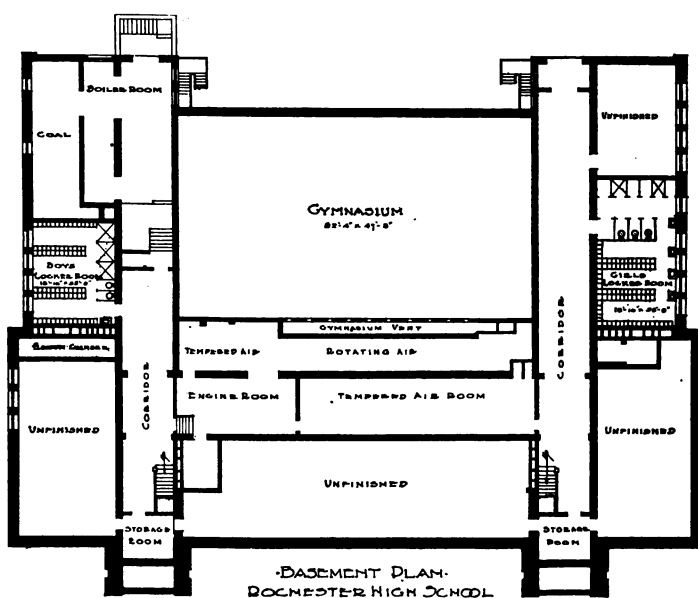 BOILER ROOM
COAL
UNFINISHED
GYMNASIUM
BOYS
LOCKER ROOM
GIRLS
LOCKER ROOM
GYMNASIUM VENT
TEMPERED AIR
ROTATING AIR
CORRIDOR
CORRIDOR
ENGINE ROOM
TEMPERED AIR ROOM
UNFINISHED
UNFINISHED
UNFINISHED
STORAGE
ROOM
STORAGE
ROOM
·BASEMENT PLAN·
ROCHESTER HIGH SCHOOL